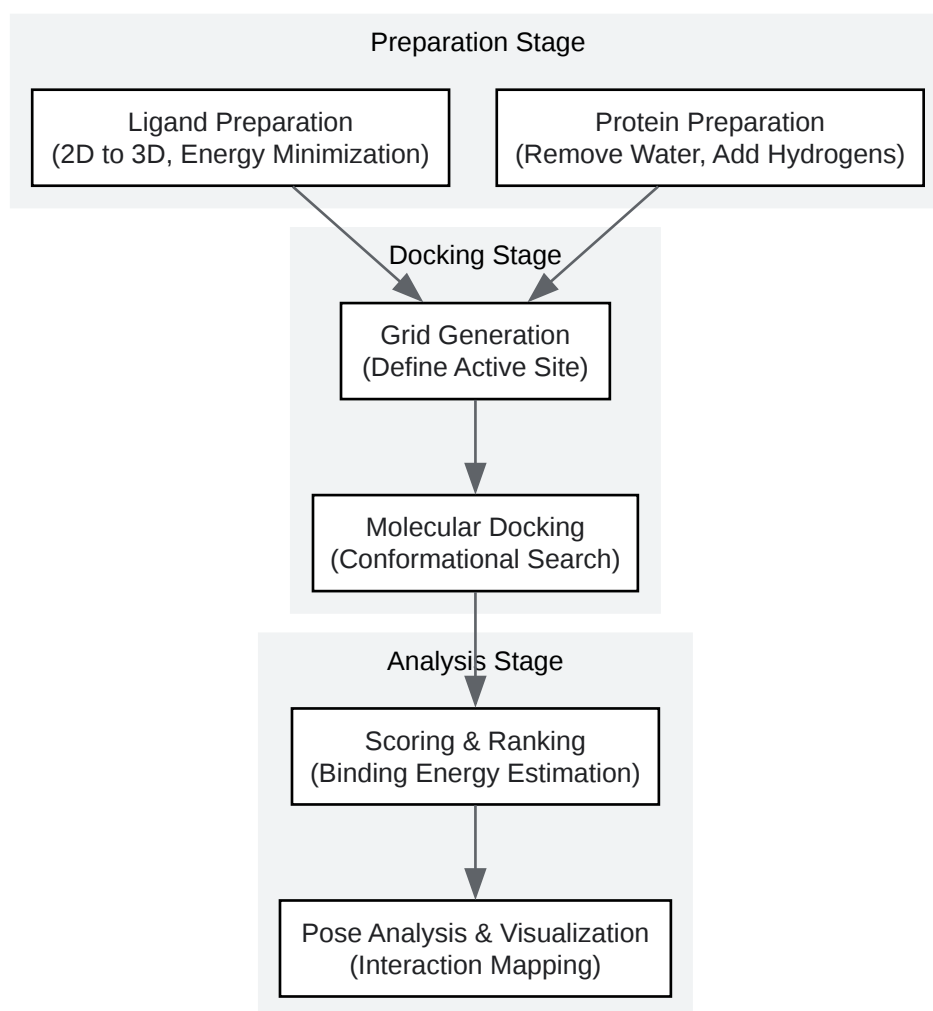 Preparation Stage
Ligand Preparation
(2D to 3D, Energy Minimization)
Protein Preparation
(Remove Water, Add Hydrogens)
Docking Stage
Grid Generation
(Define Active Site)
Molecular Docking
(Conformational Search)
Analysis Stage
Scoring & Ranking
(Binding Energy Estimation)
Pose Analysis & Visualization
(Interaction Mapping)